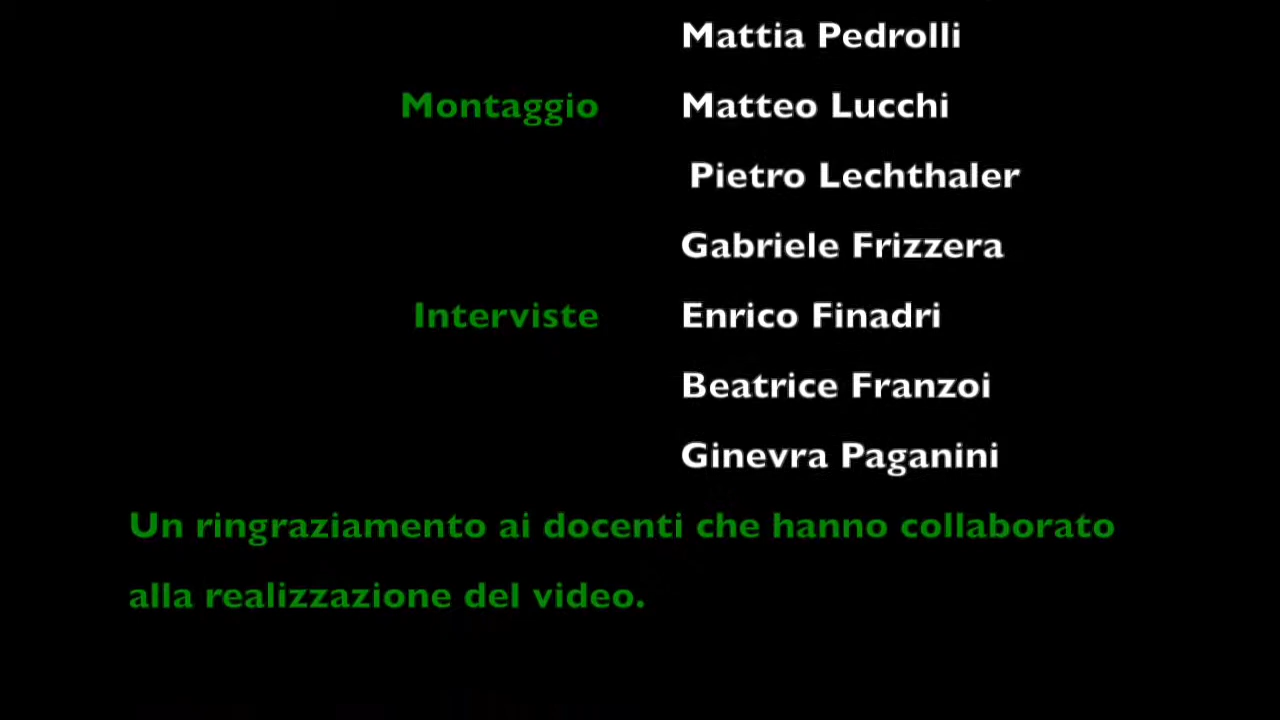 Mattia Pedrolli
Montaggio Matteo Lucchi
Pietro Lechthaler
Gabriele Frizzera
Interviste Enrico Finadri
Beatrice Franzoi
Ginevra Paganini
Un ringraziamento ai docenti che hanno collaborato
alla realizzazione del video.